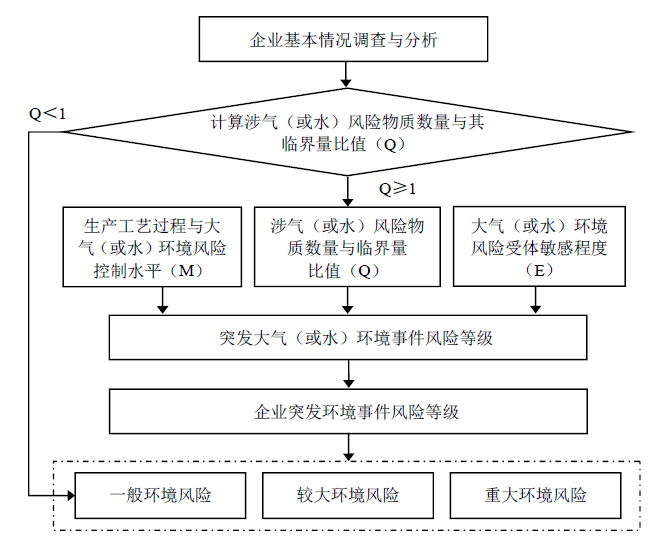 企业基本情况调查与分析
Q＜1
计算涉气（或水）风险物质数量与其
临界量比值（Q）
Q≥1
生产工艺过程与大
气（或水）环境风险
控制水平（M）
涉气（或水）风险物
质数量与临界量
比值（Q）
大气（或水）环境
风险受体敏感程度
（E）
突发大气（或水）环境事件风险等级
企业突发环境事件风险等级
一般环境风险
较大环境风险
重大环境风险